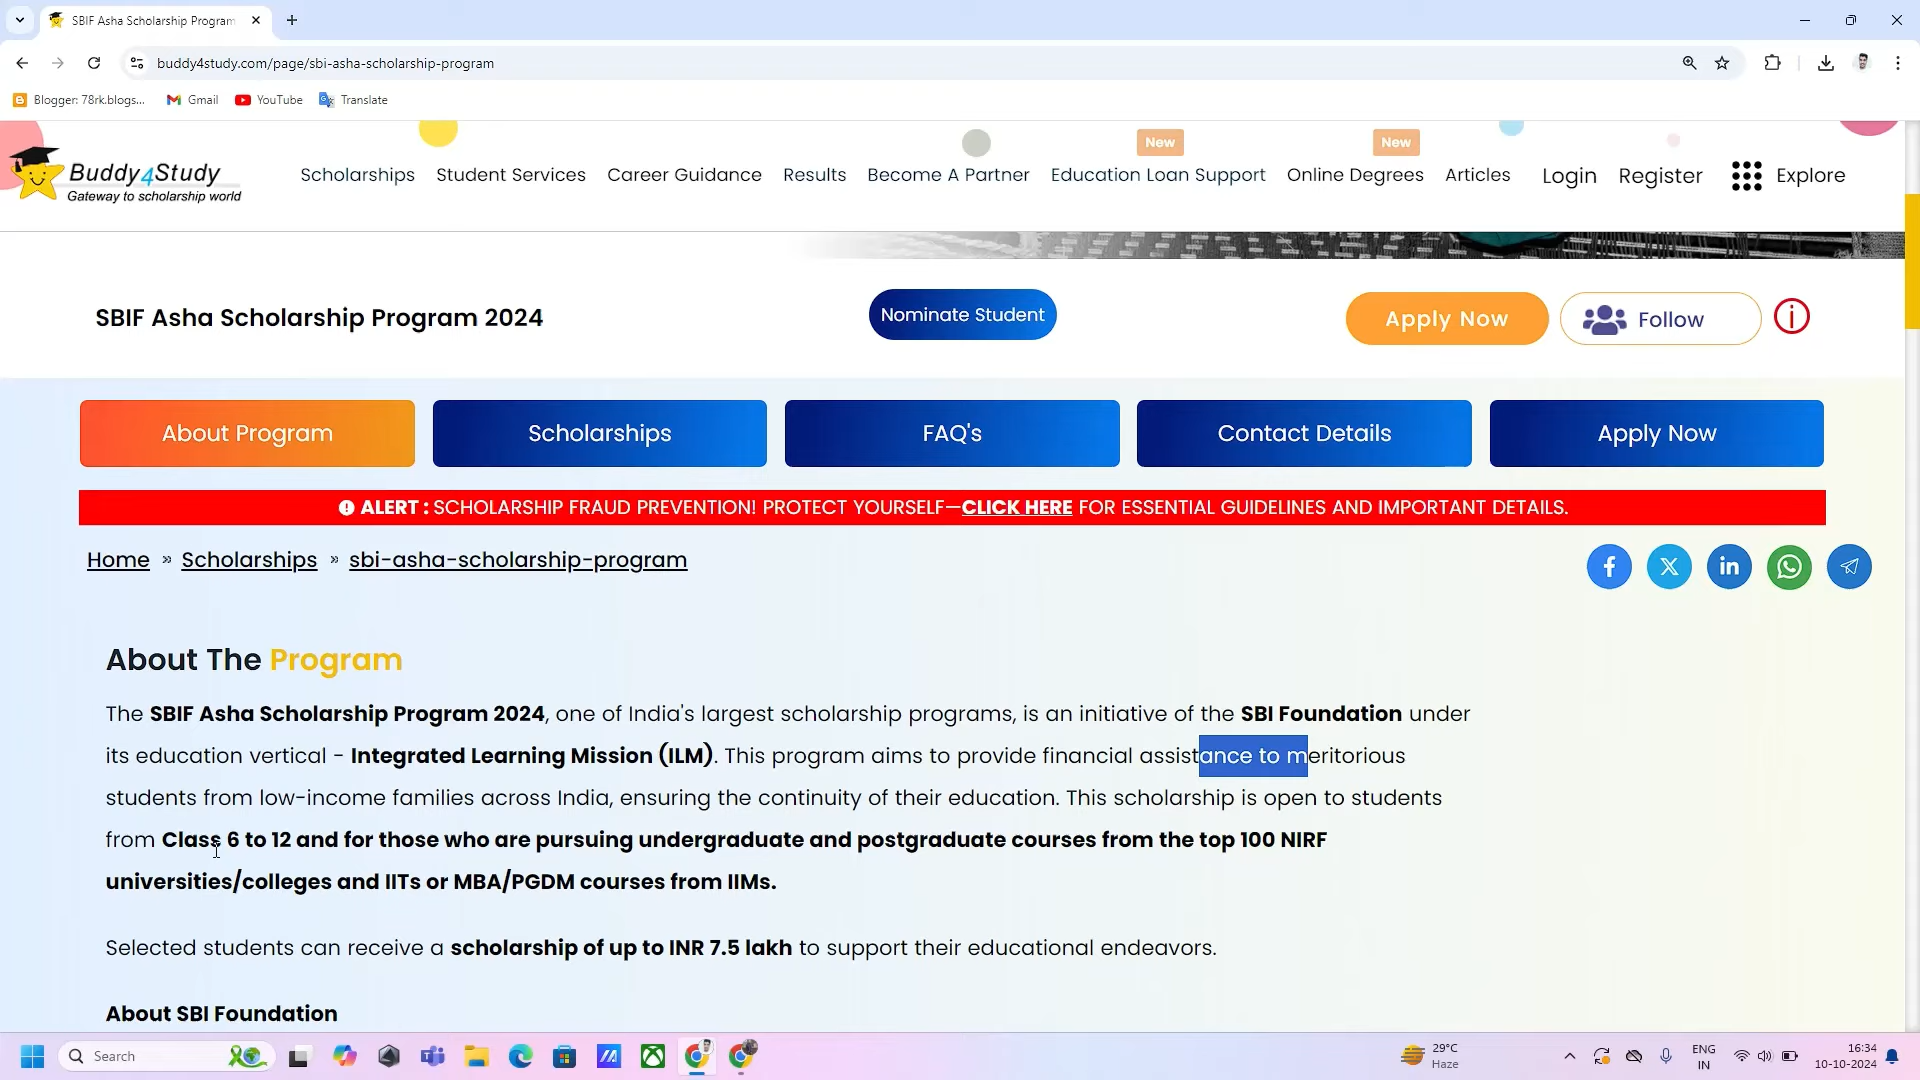 SBIF Asha Scholarship Program
buddy4study.com/page/sbi-asha-scholarship-program
Blogger: 78rk.blogs... Gmail YouTube Translate
New New
Buddy4Study
Gateway to scholarship world
Scholarships Student Services Career Guidance Results Become A Partner Education Loan Support Online Degrees Articles Login Register Explore
SBIF Asha Scholarship Program 2024 Nominate Student Apply Now Follow
About Program Scholarships FAQ's Contact Details Apply Now
ALERT : SCHOLARSHIP FRAUD PREVENTION! PROTECT YOURSELF—CLICK HERE FOR ESSENTIAL GUIDELINES AND IMPORTANT DETAILS.
Home » Scholarships » sbi-asha-scholarship-program
About The Program
The SBIF Asha Scholarship Program 2024, one of India's largest scholarship programs, is an initiative of the SBI Foundation under
its education vertical - Integrated Learning Mission (ILM). This program aims to provide financial assistance to meritorious
students from low-income families across India, ensuring the continuity of their education. This scholarship is open to students
from Class 6 to 12 and for those who are pursuing undergraduate and postgraduate courses from the top 100 NIRF
universities/colleges and IITs or MBA/PGDM courses from IIMs.
Selected students can receive a scholarship of up to INR 7.5 lakh to support their educational endeavors.
About SBI Foundation
Search
29°C
Haze
ENG
IN
16:34
10-10-2024